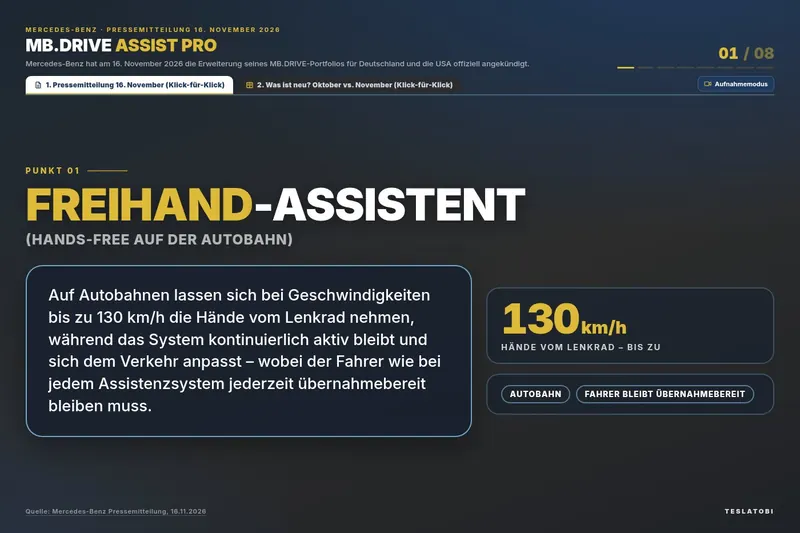 MERCEDES-BENZ · PRESSEMITTEILUNG 16. NOVEMBER 2026
MB.DRIVE ASSIST PRO
Mercedes-Benz hat am 16. November 2026 die Erweiterung seines MB.DRIVE-Portfolios für Deutschland und die USA offiziell angekündigt.
01 / 08
1. Pressemitteilung 16. November (Klick-für-Klick)
2. Was ist neu? Oktober vs. November (Klick-für-Klick)
Aufnahmemodus
PUNKT 01
FREIHAND-ASSISTENT
(HANDS-FREE AUF DER AUTOBAHN)
Auf Autobahnen lassen sich bei Geschwindigkeiten
bis zu 130 km/h die Hände vom Lenkrad nehmen,
während das System kontinuierlich aktiv bleibt und
sich dem Verkehr anpasst – wobei der Fahrer wie bei
jedem Assistenzsystem jederzeit übernahmebereit
bleiben muss.
130 km/h
HÄNDE VOM LENKRAD – BIS ZU
AUTOBAHN
FAHRER BLEIBT ÜBERNAHMEBEREIT
Quelle: Mercedes-Benz Pressemitteilung, 16.11.2026
TESLATOBI